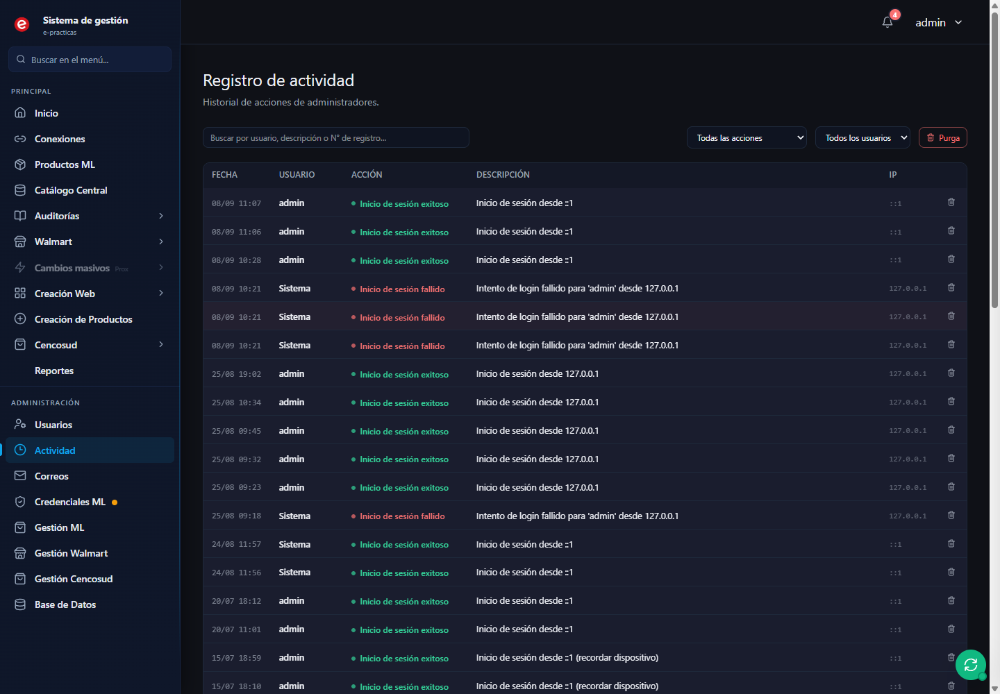 Sistema de gestión
e-practicas
Buscar en el menú...
PRINCIPAL
Inicio
Conexiones
Productos ML
Catálogo Central
Auditorías
Walmart
Cambios masivos Prox
Creación Web
Creación de Productos
Cencosud
Reportes
ADMINISTRACIÓN
Usuarios
Actividad
Correos
Credenciales ML
Gestión ML
Gestión Walmart
Gestión Cencosud
Base de Datos
4
admin
Registro de actividad
Historial de acciones de administradores.
Buscar por usuario, descripción o N° de registro...
Todas las acciones
Todos los usuarios
Purga
FECHA USUARIO ACCIÓN DESCRIPCIÓN IP
08/09 11:07 admin Inicio de sesión exitoso Inicio de sesión desde ::1 ::1
08/09 11:06 admin Inicio de sesión exitoso Inicio de sesión desde ::1 ::1
08/09 10:28 admin Inicio de sesión exitoso Inicio de sesión desde ::1 ::1
08/09 10:21 Sistema Inicio de sesión fallido Intento de login fallido para 'admin' desde 127.0.0.1 127.0.0.1
08/09 10:21 Sistema Inicio de sesión fallido Intento de login fallido para 'admin' desde 127.0.0.1 127.0.0.1
08/09 10:21 Sistema Inicio de sesión fallido Intento de login fallido para 'admin' desde 127.0.0.1 127.0.0.1
25/08 19:02 admin Inicio de sesión exitoso Inicio de sesión desde 127.0.0.1 127.0.0.1
25/08 10:34 admin Inicio de sesión exitoso Inicio de sesión desde 127.0.0.1 127.0.0.1
25/08 09:45 admin Inicio de sesión exitoso Inicio de sesión desde 127.0.0.1 127.0.0.1
25/08 09:32 admin Inicio de sesión exitoso Inicio de sesión desde 127.0.0.1 127.0.0.1
25/08 09:23 admin Inicio de sesión exitoso Inicio de sesión desde 127.0.0.1 127.0.0.1
25/08 09:18 Sistema Inicio de sesión fallido Intento de login fallido para 'admin' desde 127.0.0.1 127.0.0.1
24/08 11:57 Sistema Inicio de sesión exitoso Inicio de sesión desde ::1 ::1
24/08 11:56 Sistema Inicio de sesión exitoso Inicio de sesión desde ::1 ::1
20/07 18:12 admin Inicio de sesión exitoso Inicio de sesión desde ::1 ::1
20/07 11:01 admin Inicio de sesión exitoso Inicio de sesión desde ::1 ::1
15/07 18:59 admin Inicio de sesión exitoso Inicio de sesión desde ::1 (recordar dispositivo) ::1
15/07 18:10 admin Inicio de sesión exitoso Inicio de sesión desde ::1 (recordar dispositivo) ::1